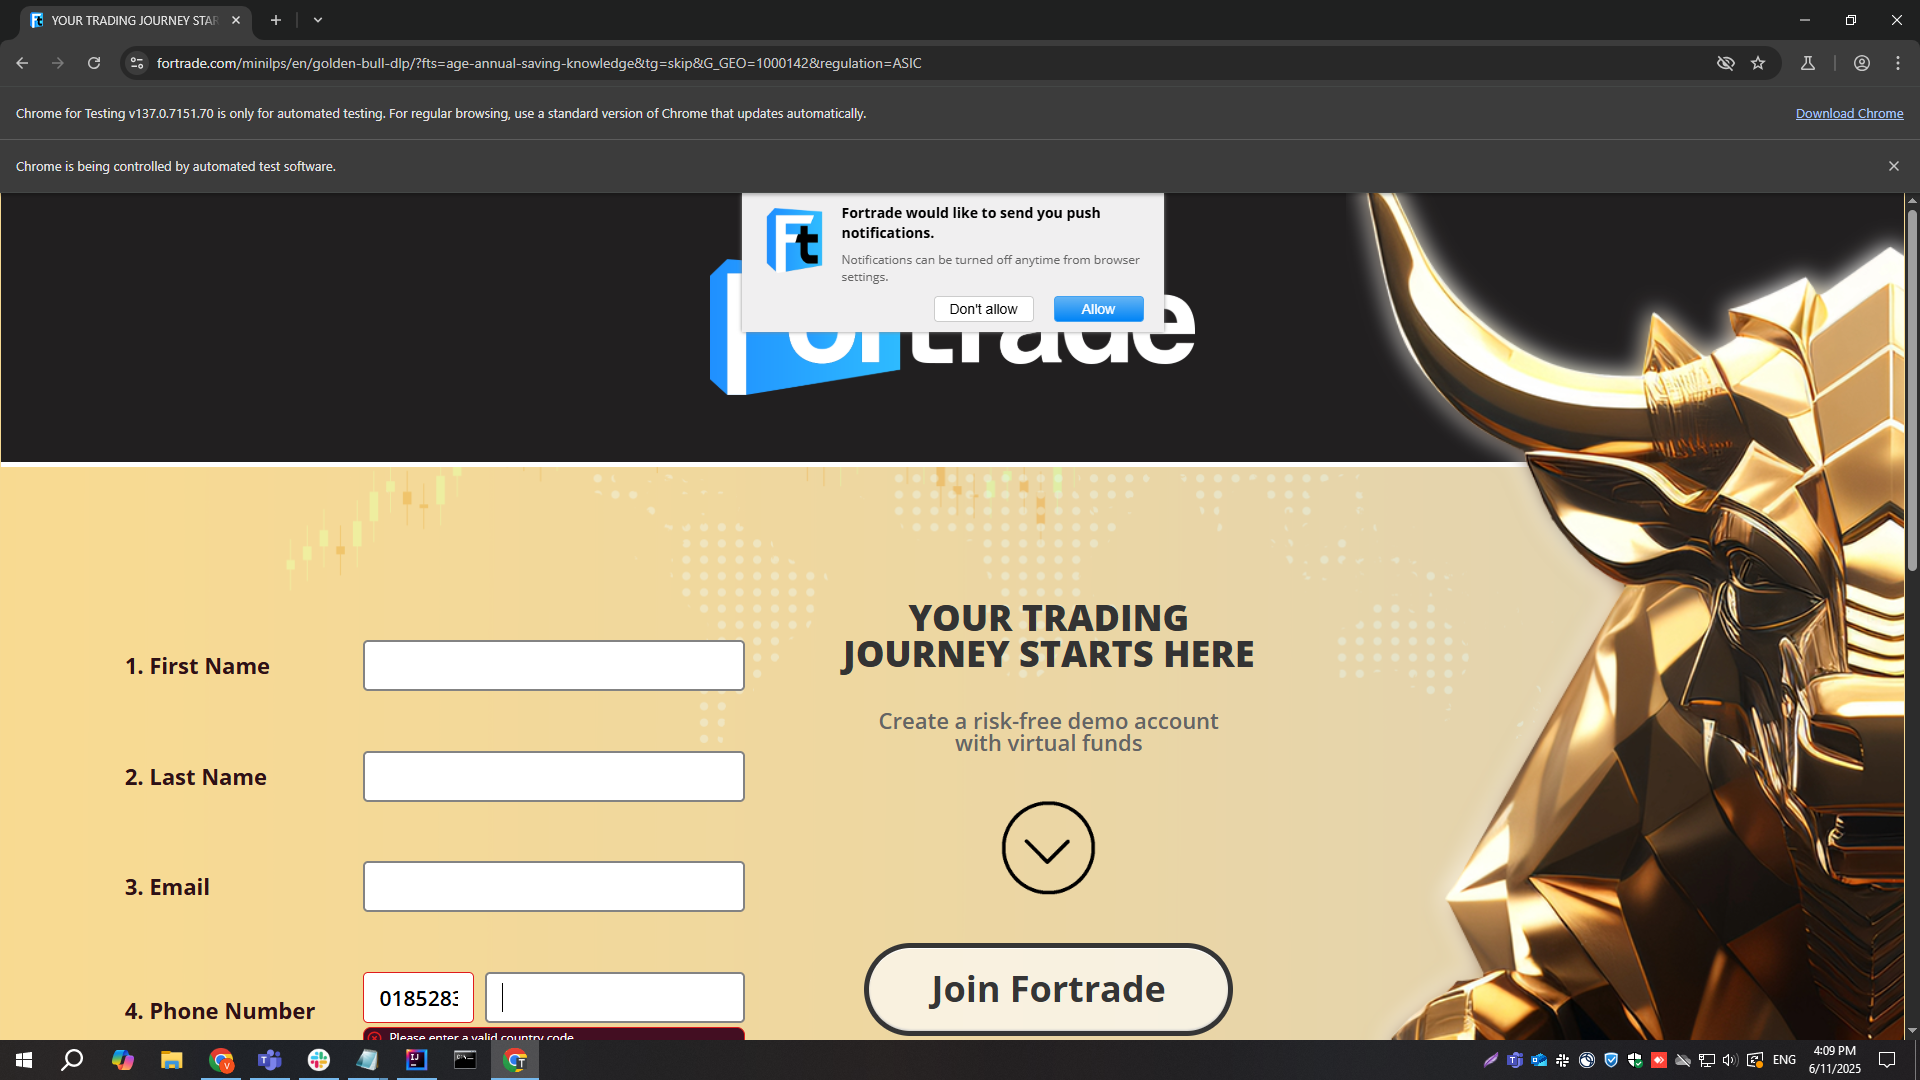 YOUR TRADING JOURNEY STAR
fortrade.com/minilps/en/golden-bull-dlp/?fts=age-annual-saving-knowledge&tg=skip&G_GEO=1000142&regulation=ASIC
Chrome for Testing v137.0.7151.70 is only for automated testing. For regular browsing, use a standard version of Chrome that updates automatically.
Download Chrome
Chrome is being controlled by automated test software.
Ft
Fortrade would like to send you push
notifications.
Notifications can be turned off anytime from browser
settings.
Don't allow
Allow
Fortrade
YOUR TRADING
JOURNEY STARTS HERE
Create a risk-free demo account
with virtual funds
Join Fortrade
1. First Name
2. Last Name
3. Email
4. Phone Number
0185283
Please enter a valid country code
ENG
4:09 PM
6/11/2025